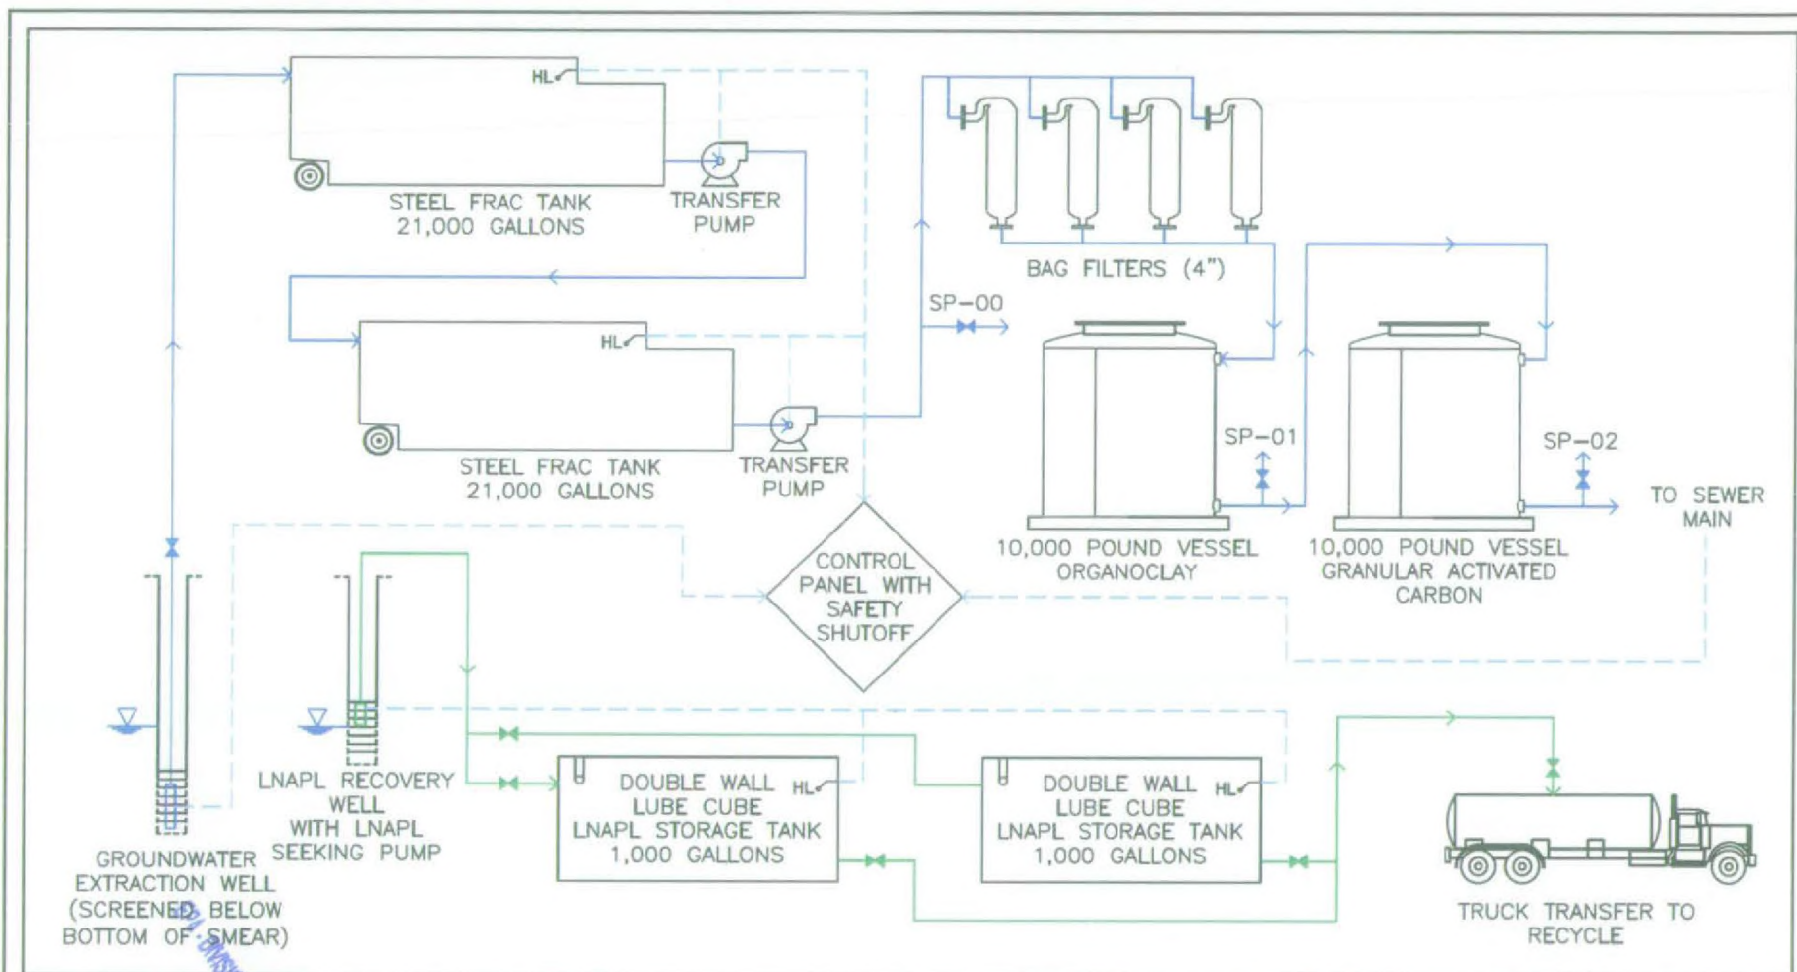 HL
STEEL FRAC TANK
21,000 GALLONS
TRANSFER
PUMP
BAG FILTERS (4")
SP-00
HL
STEEL FRAC TANK
21,000 GALLONS
TRANSFER
PUMP
SP-01
SP-02
TO SEWER
MAIN
10,000 POUND VESSEL
ORGANOCLAY
10,000 POUND VESSEL
GRANULAR ACTIVATED
CARBON
CONTROL
PANEL WITH
SAFETY
SHUTOFF
LNAPL RECOVERY
WELL
WITH LNAPL
SEEKING PUMP
DOUBLE WALL
LUBE CUBE
LNAPL STORAGE TANK
1,000 GALLONS
HL
DOUBLE WALL
LUBE CUBE
LNAPL STORAGE TANK
1,000 GALLONS
HL
GROUNDWATER
EXTRACTION WELL
(SCREENED BELOW
BOTTOM OF SMEAR)
TRUCK TRANSFER TO
RECYCLE